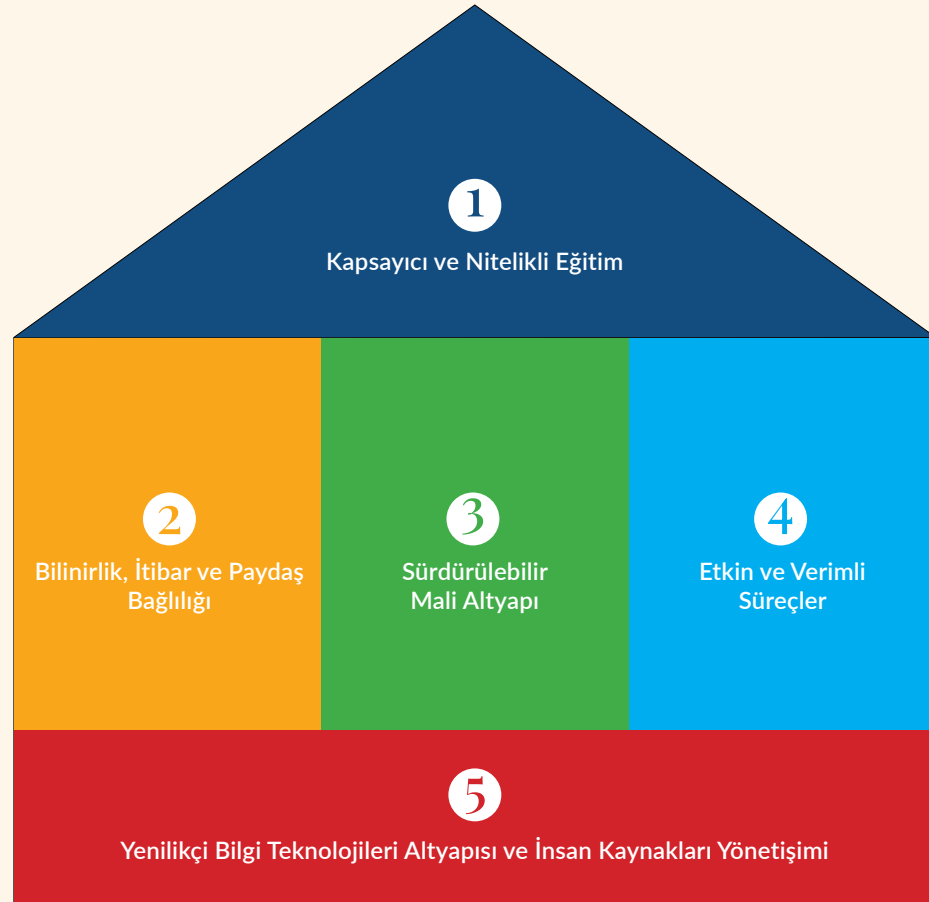 1
Kapsayıcı ve Nitelikli Eğitim
2
Bilinirlik, İtibar ve Paydaş
Bağlılığı
3
Sürdürülebilir
Mali Altyapı
4
Etkin ve Verimli
Süreçler
5
Yenilikçi Bilgi Teknolojileri Altyapısı ve İnsan Kaynakları Yönetişimi